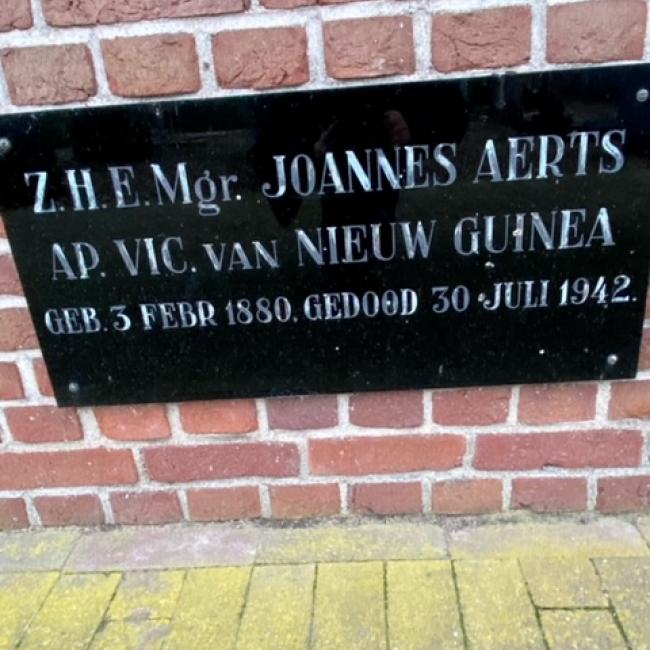 Z.H.E.Mgr. JOANNES AERTS
AP. VIC. VAN NIEUW GUINEA
GEB. 3 FEBR 1880. GEDOOD 30 JULI 1942.